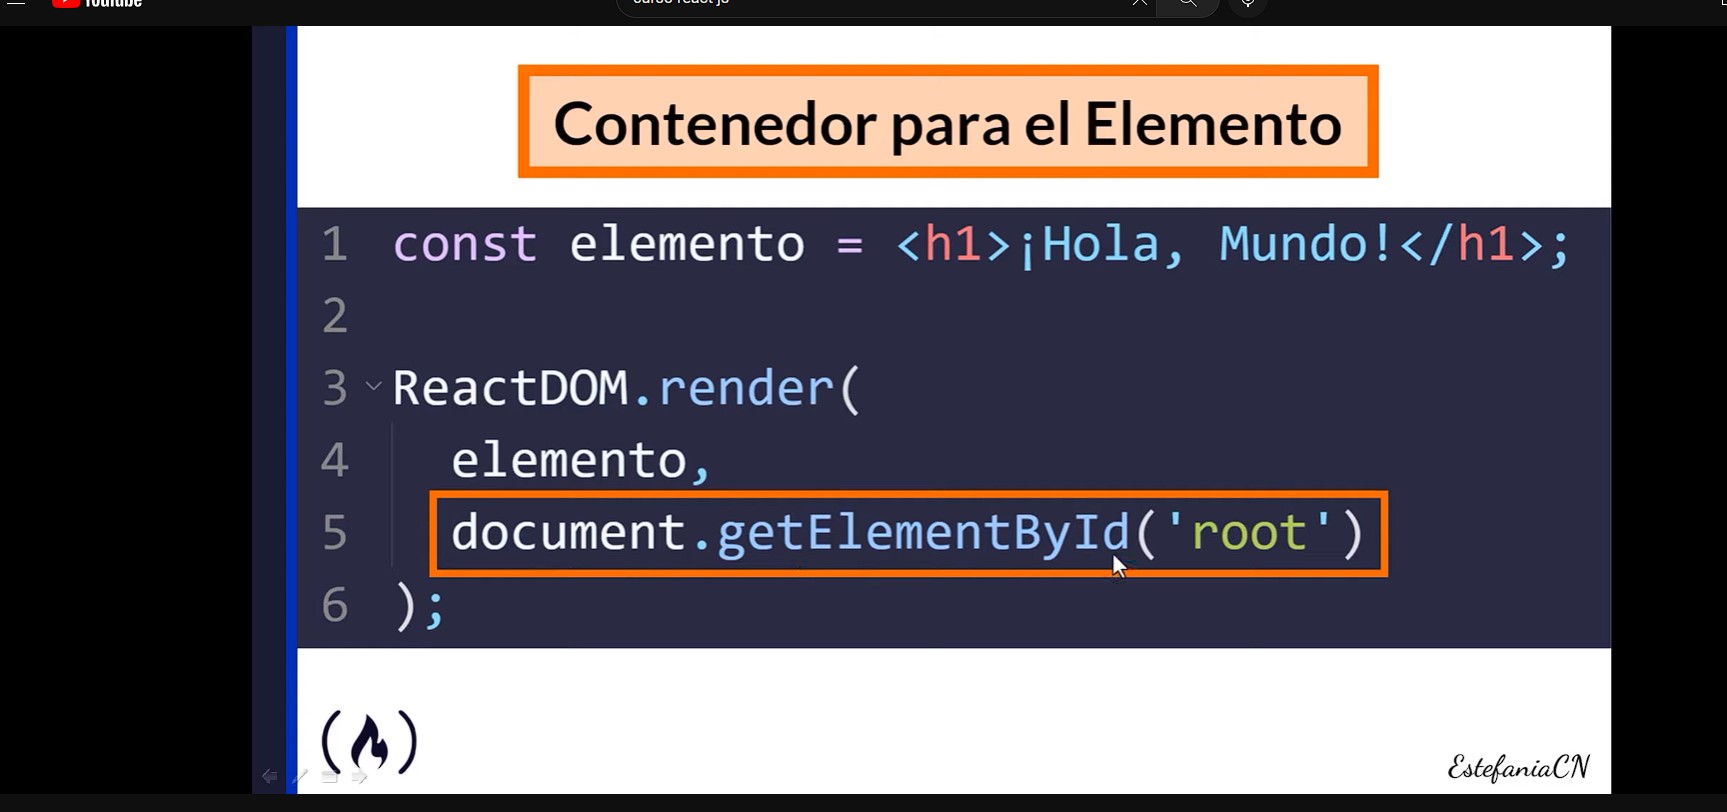 YouTube
curso react js
Contenedor para el Elemento
1 const elemento = <h1>¡Hola, Mundo!</h1>;
2
3 ReactDOM.render(
4 elemento,
5 document.getElementById('root')
6 );
EstefaniaCN